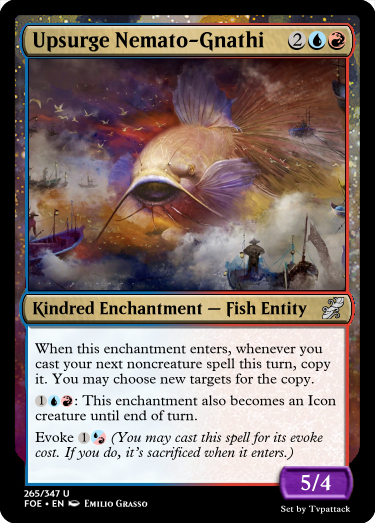 Upsurge Nemato-Gnathi 2
Kindred Enchantment — Fish Entity
When this enchantment enters, whenever you
cast your next noncreature spell this turn, copy
it. You may choose new targets for the copy.
1: This enchantment also becomes an Icon
creature until end of turn.
Evoke 1 (You may cast this spell for its evoke
cost. If you do, it's sacrificed when it enters.)
5/4
265/347 U
FOE • EN Emilio Grasso
Set by Tvpattack